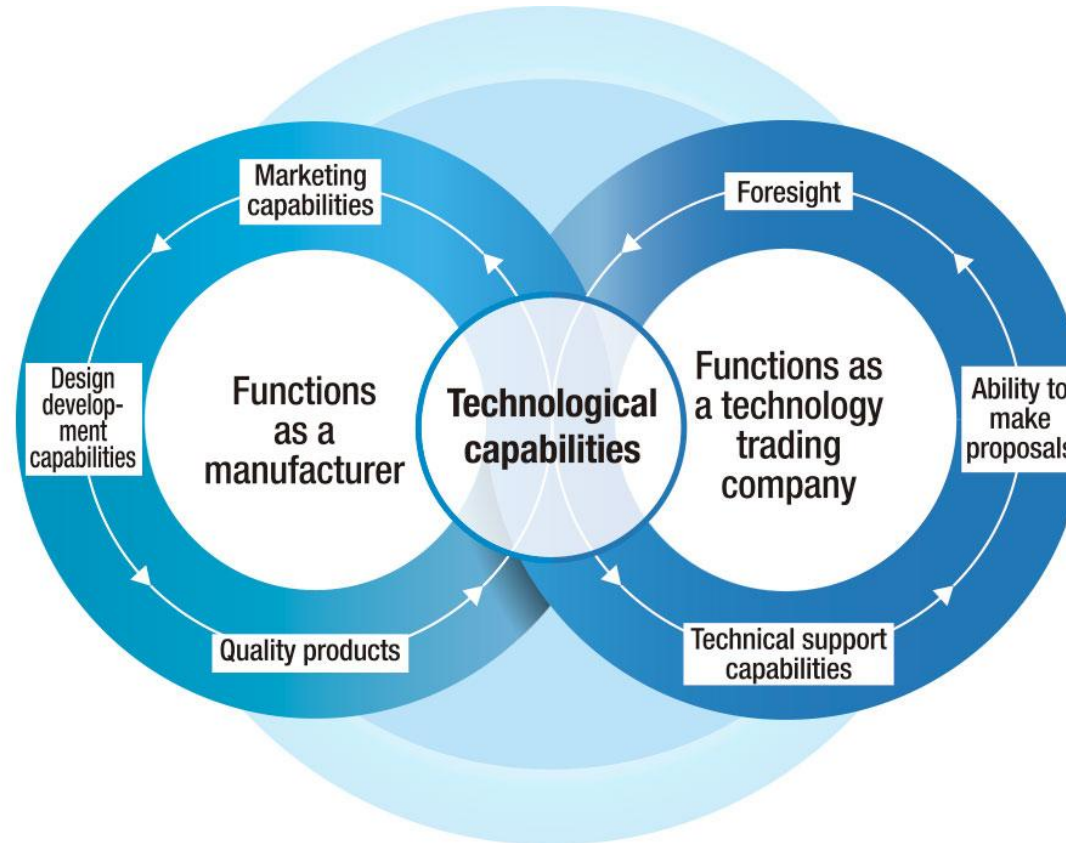 Marketing
capabilities
Foresight
Design
develop-
ment
capabilities
Functions
as a
manufacturer
Technological
capabilities
Functions as
a technology
trading
company
Ability to
make
proposals
Quality products
Technical support
capabilities